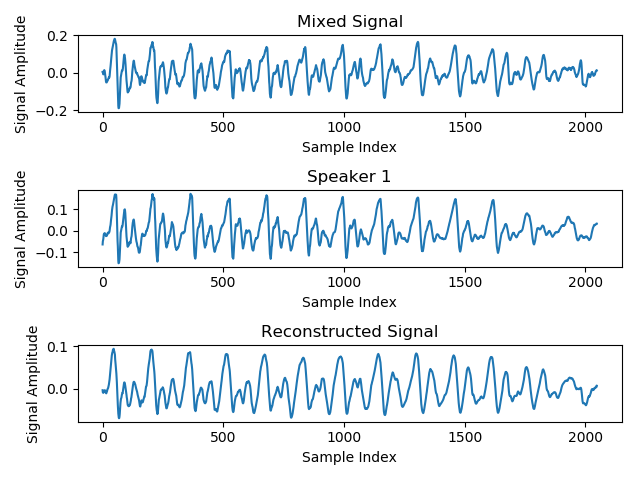 Mixed Signal
Signal Amplitude
0.2
0.0
−0.2
0 500 1000 1500 2000
Sample Index
Speaker 1
Signal Amplitude
0.1
0.0
−0.1
0 500 1000 1500 2000
Sample Index
Reconstructed Signal
Signal Amplitude
0.1
0.0
0 500 1000 1500 2000
Sample Index